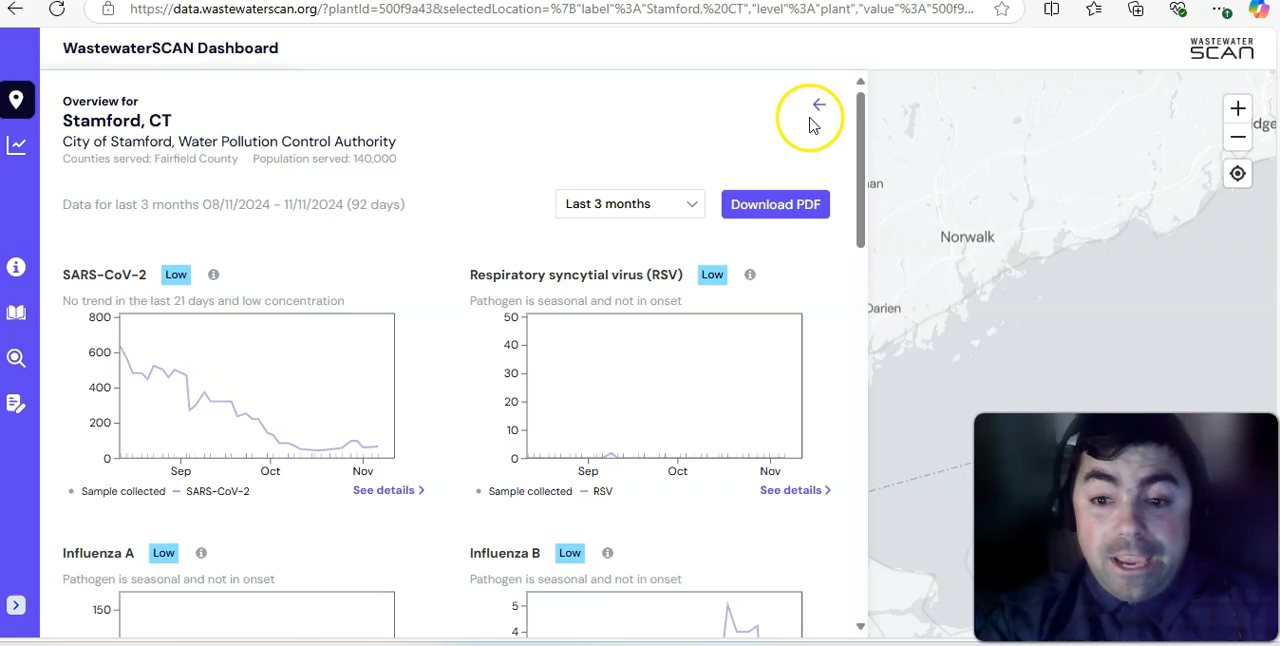 https://data.wastewaterscan.org/?plantId=500f9a43&selectedLocation=%7B"label"%3A"Stamford,%20CT","level"%3A"plant","value"%3A"500f9...
WastewaterSCAN Dashboard
WASTEWATER
SCAN
Overview for
Stamford, CT
City of Stamford, Water Pollution Control Authority
Counties served: Fairfield County Population served: 140,000
Data for last 3 months 08/11/2024 - 11/11/2024 (92 days)
Last 3 months
Download PDF
SARS-CoV-2 Low
No trend in the last 21 days and low concentration
800
600
400
200
0
Sep Oct Nov
Sample collected SARS-CoV-2
See details
Respiratory syncytial virus (RSV) Low
Pathogen is seasonal and not in onset
50
40
30
20
10
0
Sep Oct Nov
Sample collected RSV
See details
Influenza A Low
Pathogen is seasonal and not in onset
150
Influenza B Low
Pathogen is seasonal and not in onset
5
4
Norwalk
Darien